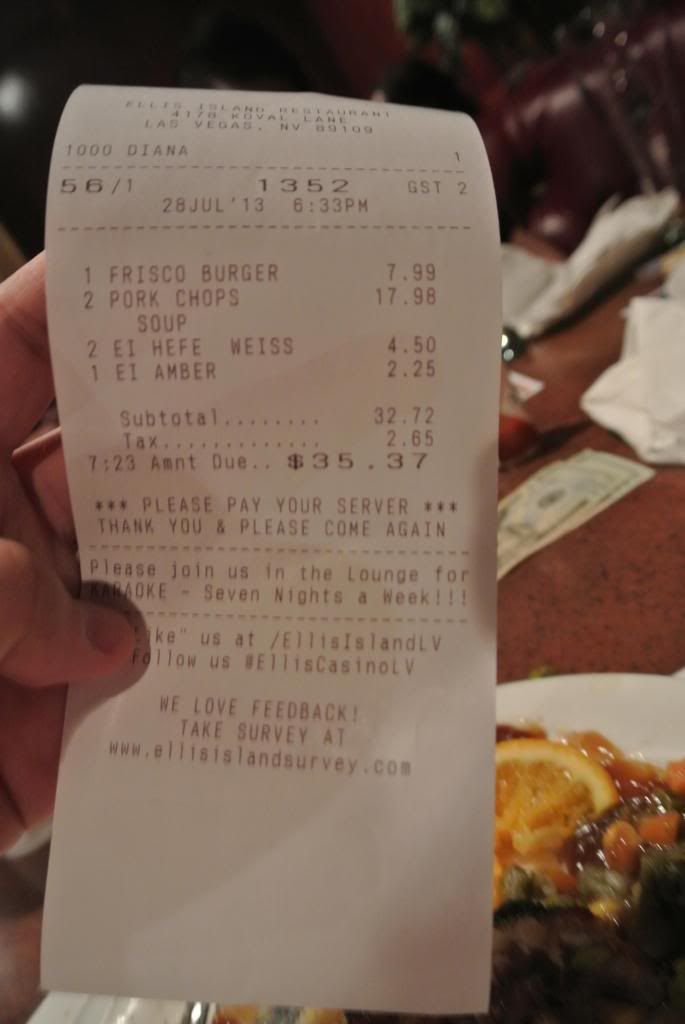 ELLIS ISLAND RESTAURANT
4178 KOVAL LANE
LAS VEGAS, NV 89109
1000 DIANA 1
56/1 1352 GST 2
28JUL'13 6:33PM
1 FRISCO BURGER 7.99
2 PORK CHOPS 17.98
SOUP
2 EI HEFE WEISS 4.50
1 EI AMBER 2.25
Subtotal........ 32.72
Tax............. 2.65
7:23 Amnt Due.. $35.37
*** PLEASE PAY YOUR SERVER ***
THANK YOU & PLEASE COME AGAIN
Please join us in the Lounge for
KARAOKE - Seven Nights a Week!!!
ike" us at /EllisIslandLV
Follow us #EllisCasinoLV
WE LOVE FEEDBACK!
TAKE SURVEY AT
www.ellisislandsurvey.com